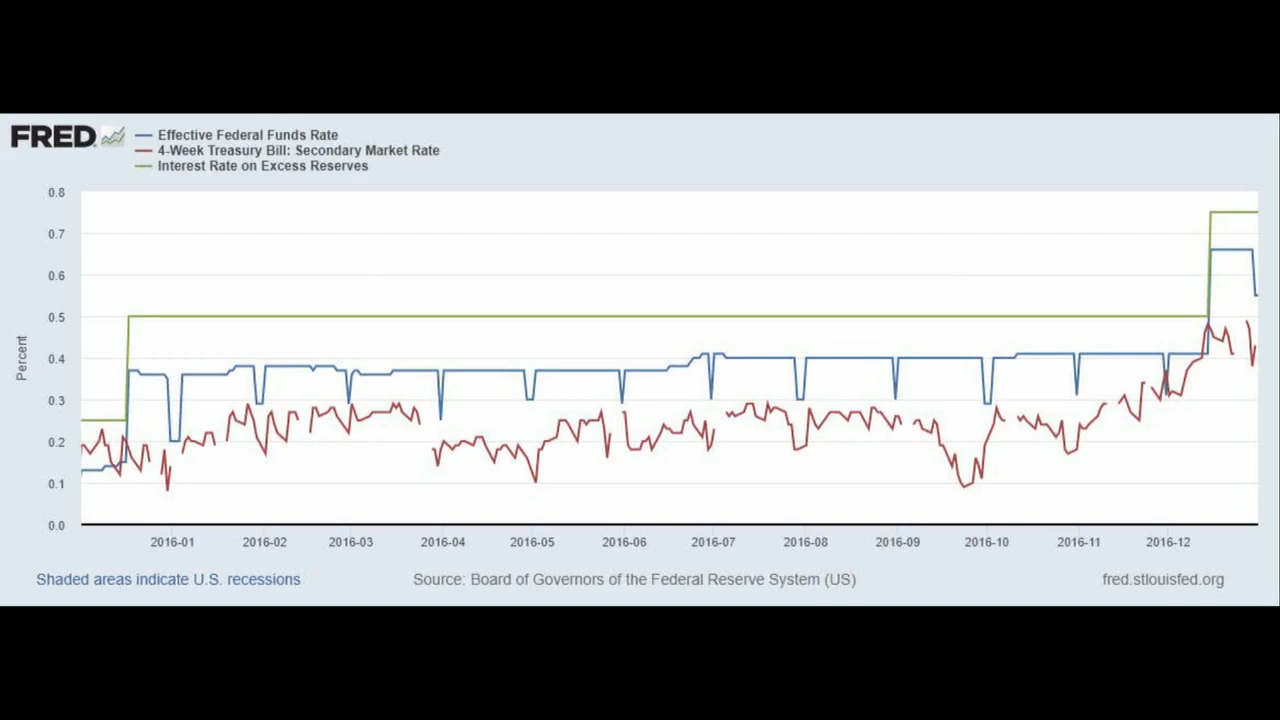 FRED
Effective Federal Funds Rate
4-Week Treasury Bill: Secondary Market Rate
Interest Rate on Excess Reserves
0.8
0.7
0.6
0.5
0.4
0.3
0.2
0.1
0.0
Percent
2016-01 2016-02 2016-03 2016-04 2016-05 2016-06 2016-07 2016-08 2016-09 2016-10 2016-11 2016-12
Shaded areas indicate U.S. recessions Source: Board of Governors of the Federal Reserve System (US) fred.stlouisfed.org